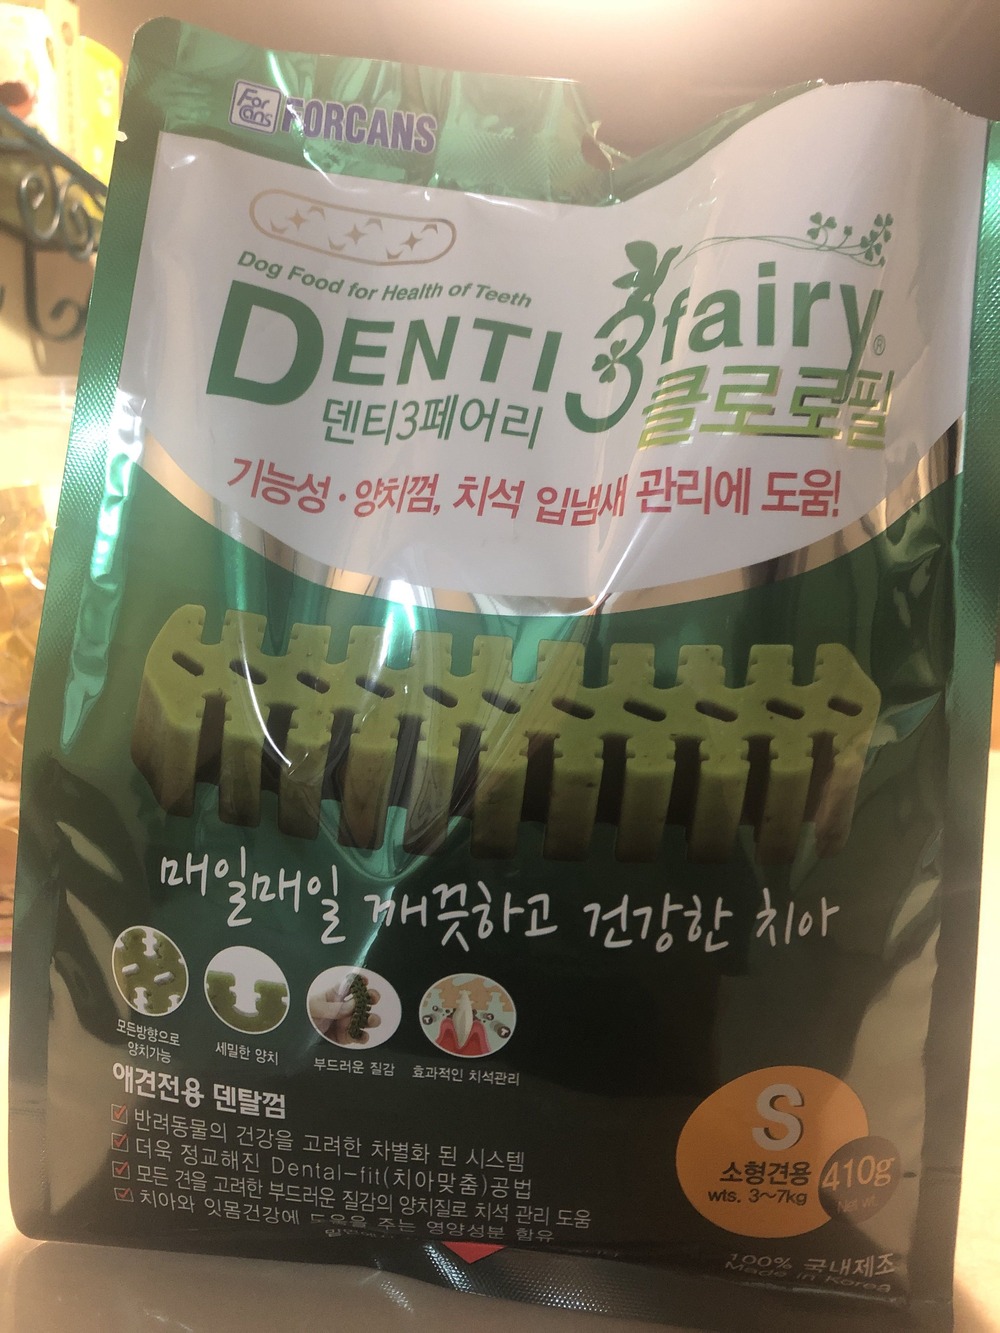 For
cans
FORCANS
Dog Food for Health of Teeth
DENTI 3fairy®
덴티3페어리
클로로필
기능성·양치껌, 치석 입냄새 관리에 도움!
매일매일 깨끗하고 건강한 치아
모든방향으로
양치가능
세밀한 양치
부드러운 질감
효과적인 치석관리
애견전용 덴탈껌
반려동물의 건강을 고려한 차별화 된 시스템
더욱 정교해진 Dental-fit(치아맞춤)공법
모든 견을 고려한 부드러운 질감의 양치질로 치석 관리 도움
치아와 잇몸건강에 도움을 주는 영양성분 함유
S
소형견용
wts. 3~7kg
410g
Net wt.
100% 국내제조
Made in Korea